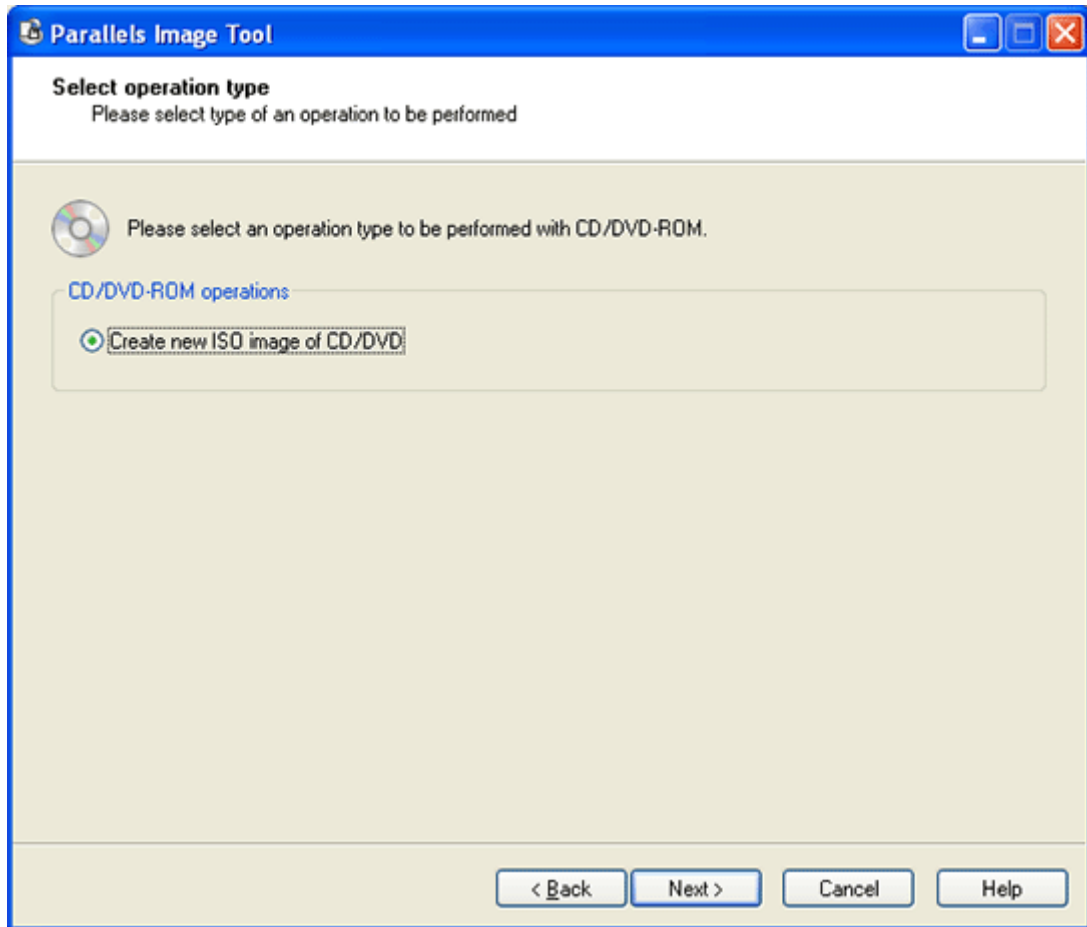 Parallels Image Tool
Select operation type
Please select type of an operation to be performed
Please select an operation type to be performed with CD/DVD-ROM.
CD/DVD-ROM operations
Create new ISO image of CD/DVD
< Back Next > Cancel Help